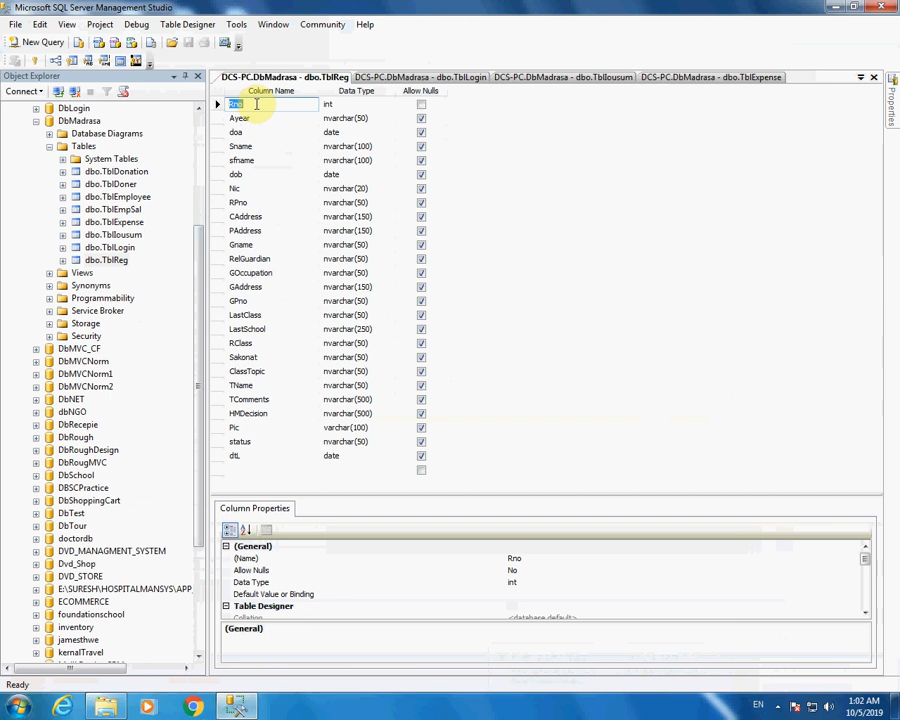 Microsoft SQL Server Management Studio
File Edit View Project Debug Table Designer Tools Window Community Help
New Query
Object Explorer
DCS-PC.DbMadrasa - dbo.TblReg DCS-PC.DbMadrasa - dbo.TblLogin DCS-PC.DbMadrasa - dbo.TblIousum DCS-PC.DbMadrasa - dbo.TblExpense
Connect
Column Name Data Type Allow Nulls
Rno int
Ayear nvarchar(50)
doa date
Sname nvarchar(100)
sfname nvarchar(100)
dob date
Nic nvarchar(20)
RPno nvarchar(50)
CAddress nvarchar(150)
PAddress nvarchar(150)
Gname nvarchar(50)
RelGuardian nvarchar(50)
GOccupation nvarchar(50)
GAddress nvarchar(150)
GPno nvarchar(50)
LastClass nvarchar(50)
LastSchool nvarchar(250)
RClass nvarchar(50)
Sakonat nvarchar(50)
ClassTopic nvarchar(50)
TName nvarchar(50)
TComments nvarchar(500)
HMDecision nvarchar(500)
Pic varchar(100)
status nvarchar(50)
dtL date
DbLogin
DbMadrasa
Database Diagrams
Tables
System Tables
dbo.TblDonation
dbo.TblDoner
dbo.TblEmployee
dbo.TblEmpSal
dbo.TblExpense
dbo.TblIousum
dbo.TblLogin
dbo.TblReg
Views
Synonyms
Programmability
Service Broker
Storage
Security
DbMVC_CF
DbMVCNorm
DbMVCNorm1
DbMVCNorm2
DbNET
dbNGO
DbRecepie
DbRough
DbRoughDesign
DbRougMVC
DbSchool
DBSCPractice
DbShoppingCart
DbTest
DbTour
doctordb
DVD_MANAGMENT_SYSTEM
Dvd_Shop
DVD_STORE
E:\SURESH\HOSPITALMANSYS\APP_
ECOMMERCE
foundationschool
inventory
jamesthwe
kernalTravel
Column Properties
(General)
(Name) Rno
Allow Nulls No
Data Type int
Default Value or Binding
Table Designer
Collation <database default>
(General)
Properties
Ready
EN 1:02 AM
10/5/2019